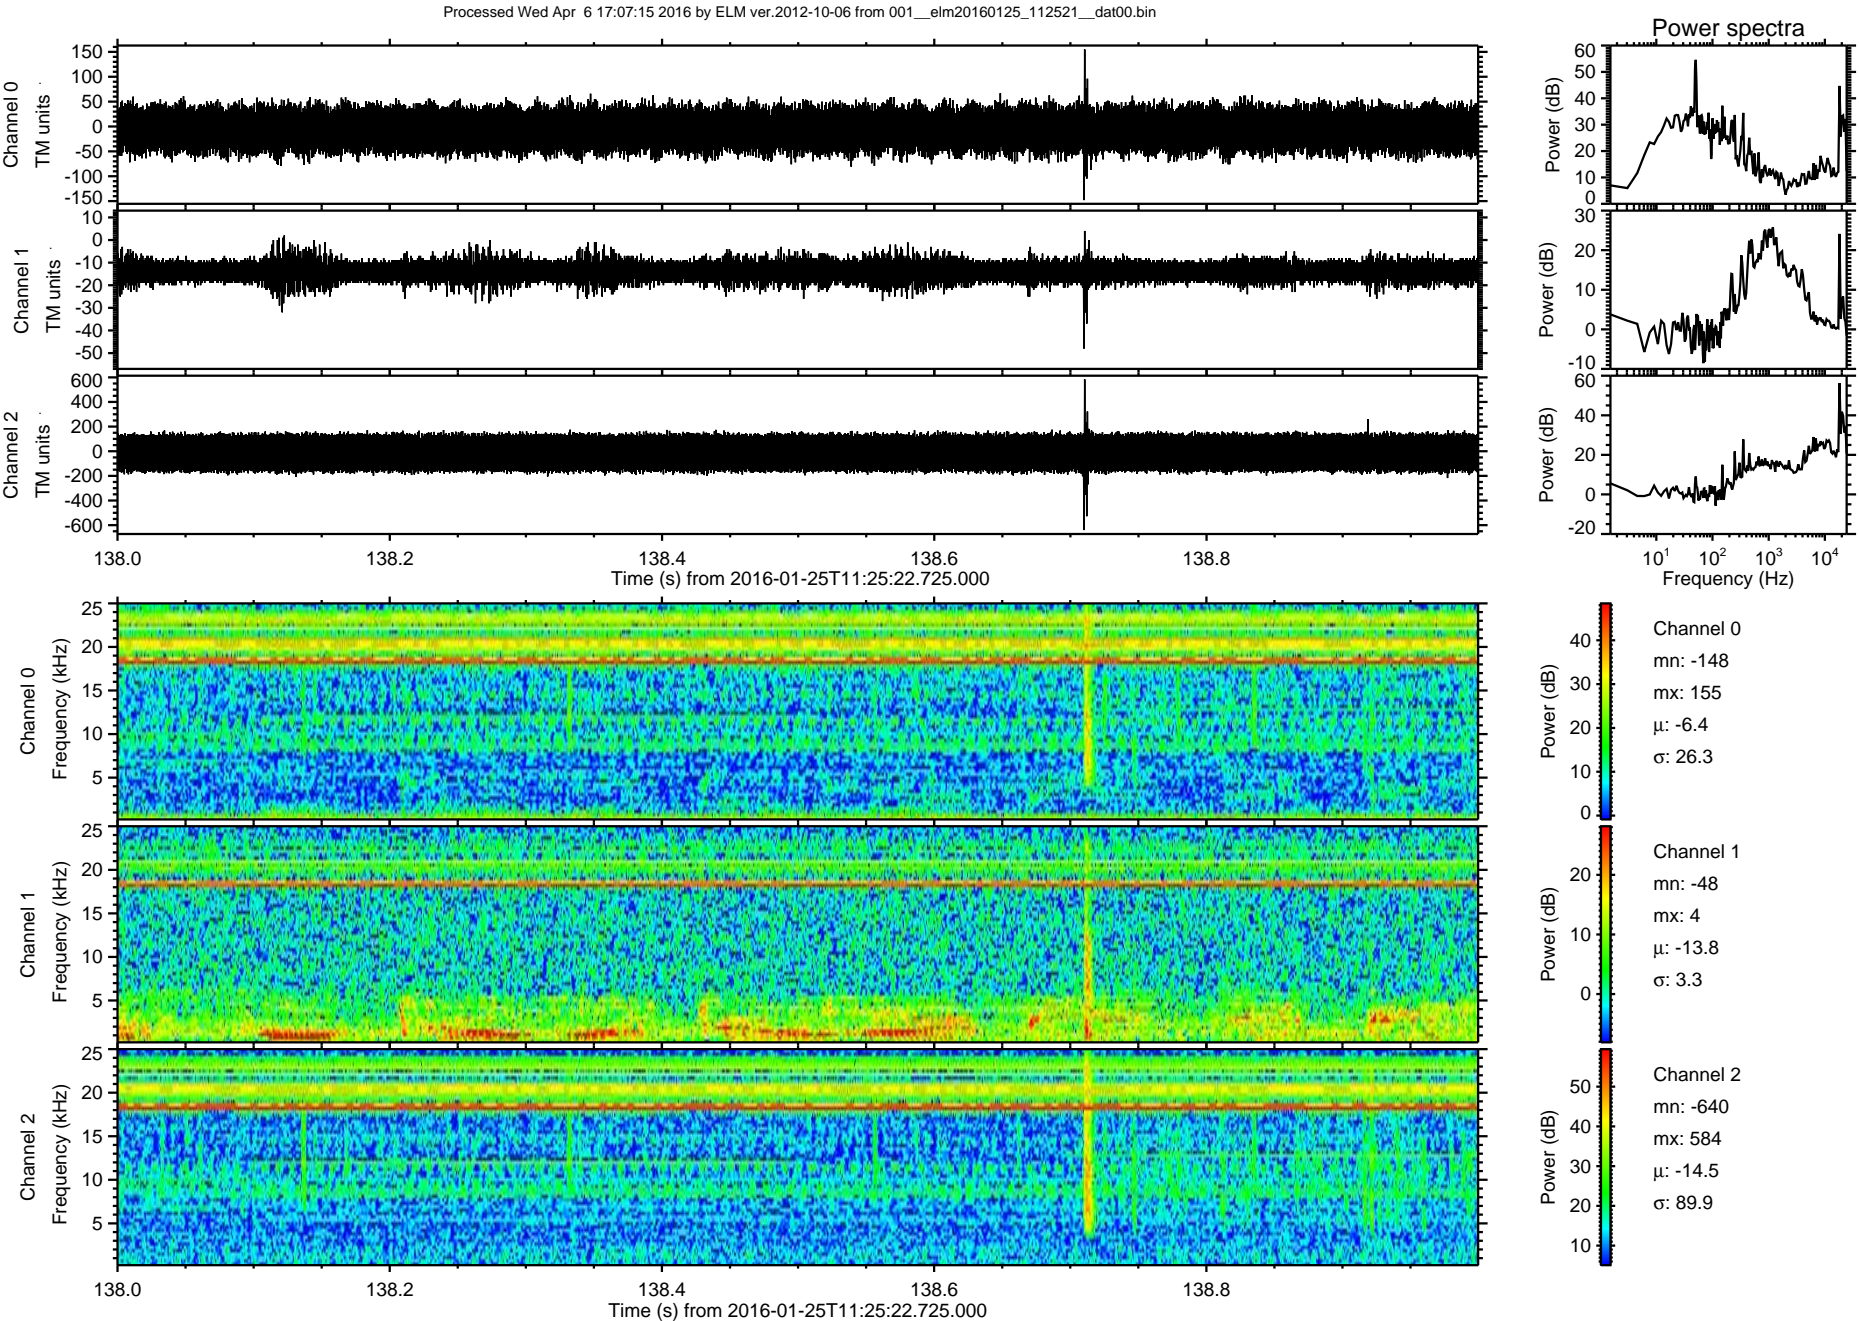 Processed Wed Apr  6 17:07:15 2016 by ELM ver.2012-10-06 from 001__elm20160125_112521__dat00.bin
Power spectra
Channel 0
TM units
150
100
50
0
-50
-100
-150
Power (dB)
60
50
40
30
20
10
0
Channel 1
TM units
10
0
-10
-20
-30
-40
-50
Power (dB)
30
20
10
0
-10
Channel 2
TM units
600
400
200
0
-200
-400
-600
Power (dB)
60
40
20
0
-20
138.0 138.2 138.4 138.6 138.8
Time (s) from 2016-01-25T11:25:22.725.000
10^1 10^2 10^3 10^4
Frequency (Hz)
Channel 0
Frequency (kHz)
25
20
15
10
5
Power (dB)
40
30
20
10
0
Channel 0
mn: -148
mx: 155
μ: -6.4
σ: 26.3
Channel 1
Frequency (kHz)
25
20
15
10
5
Power (dB)
20
10
0
Channel 1
mn: -48
mx: 4
μ: -13.8
σ: 3.3
Channel 2
Frequency (kHz)
25
20
15
10
5
Power (dB)
50
40
30
20
10
Channel 2
mn: -640
mx: 584
μ: -14.5
σ: 89.9
138.0 138.2 138.4 138.6 138.8
Time (s) from 2016-01-25T11:25:22.725.000